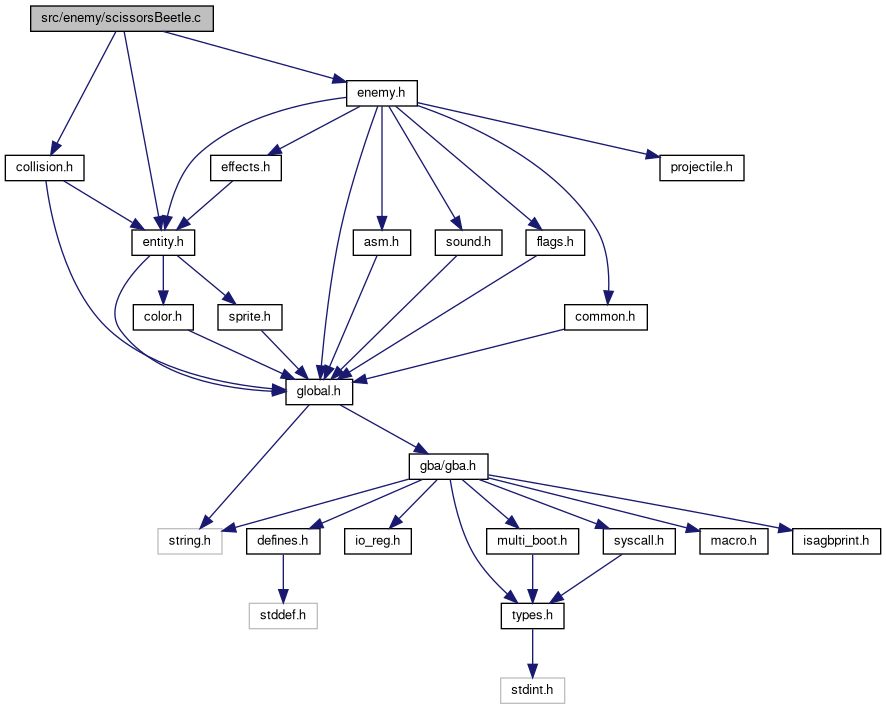 src/enemy/scissorsBeetle.c
enemy.h
collision.h
effects.h
projectile.h
entity.h
asm.h
sound.h
flags.h
color.h
sprite.h
common.h
global.h
gba/gba.h
string.h
defines.h
io_reg.h
multi_boot.h
syscall.h
macro.h
isagbprint.h
stddef.h
types.h
stdint.h